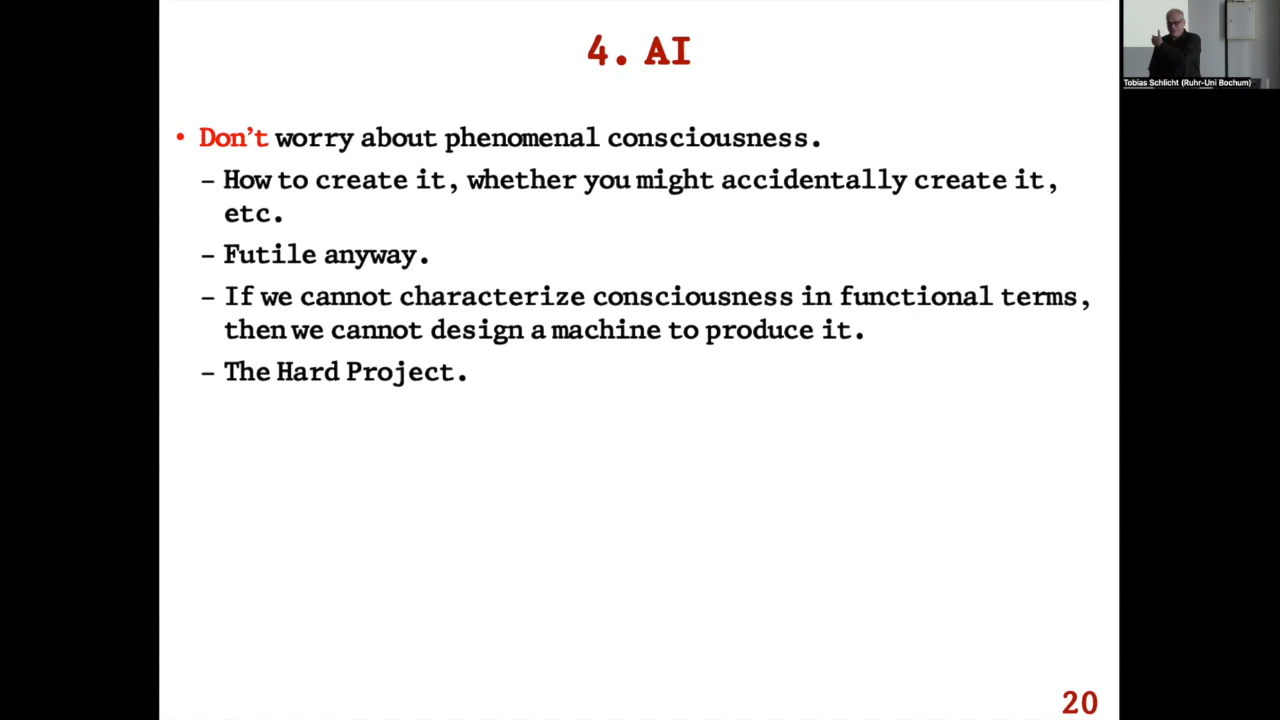 4. AI
• Don't worry about phenomenal consciousness.
– How to create it, whether you might accidentally create it,
etc.
– Futile anyway.
– If we cannot characterize consciousness in functional terms,
then we cannot design a machine to produce it.
– The Hard Project.
20
Tobias Schlicht (Ruhr-Uni Bochum)